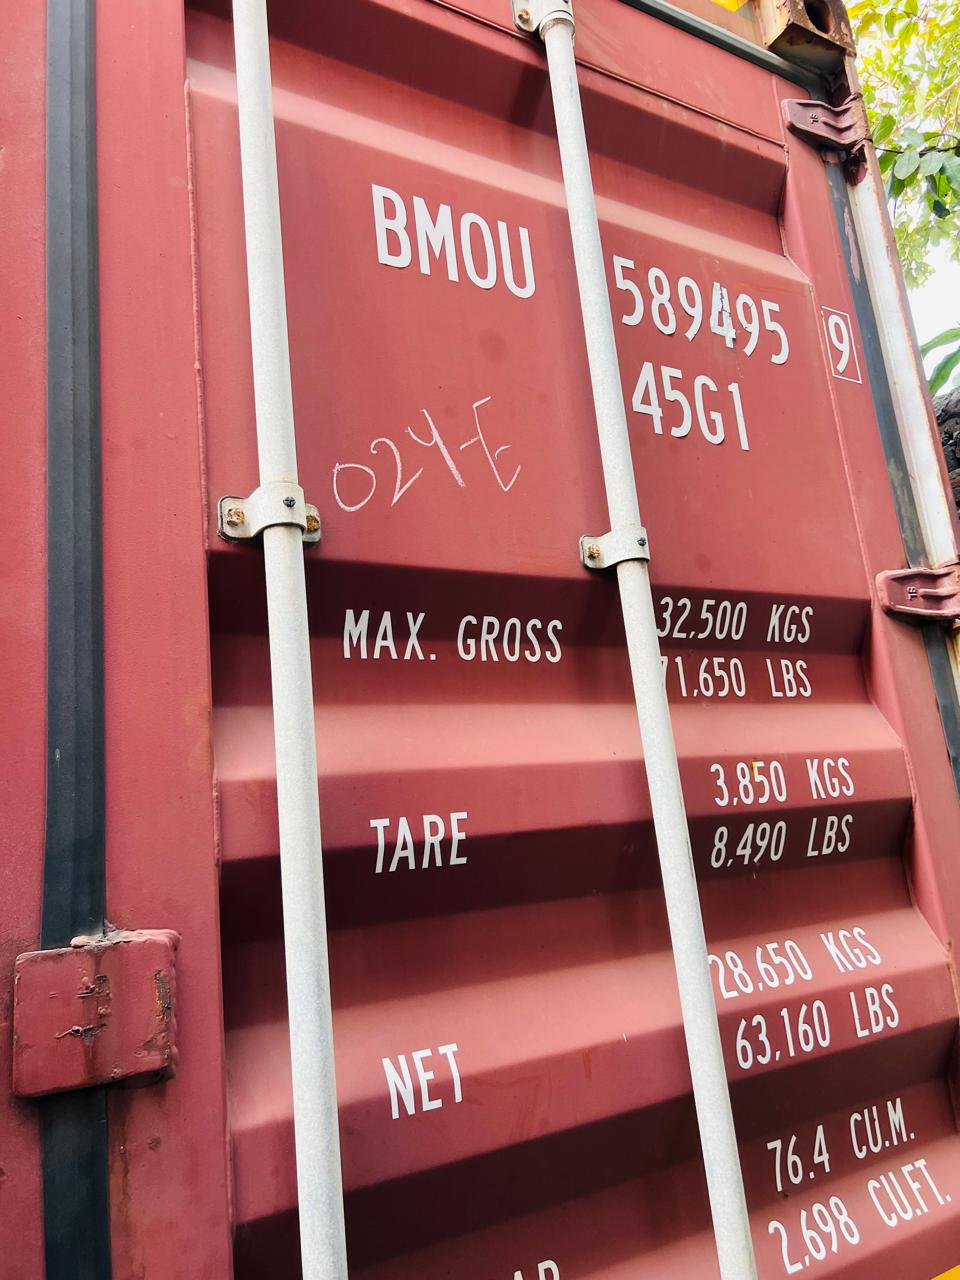 BMOU 589495 9
45G1
024-E
MAX. GROSS 32,500 KGS
71,650 LBS
TARE 3,850 KGS
8,490 LBS
NET 28,650 KGS
63,160 LBS
76.4 CU.M.
2,698 CU.FT.